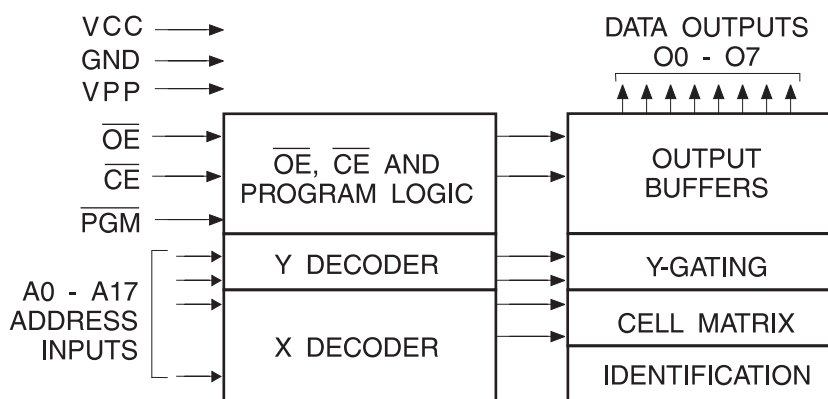 VCC
GND
VPP
OE
CE
PGM
A0 - A17
ADDRESS
INPUTS
OE, CE AND
PROGRAM LOGIC
Y DECODER
X DECODER
DATA OUTPUTS
O0 - O7
OUTPUT
BUFFERS
Y-GATING
CELL MATRIX
IDENTIFICATION